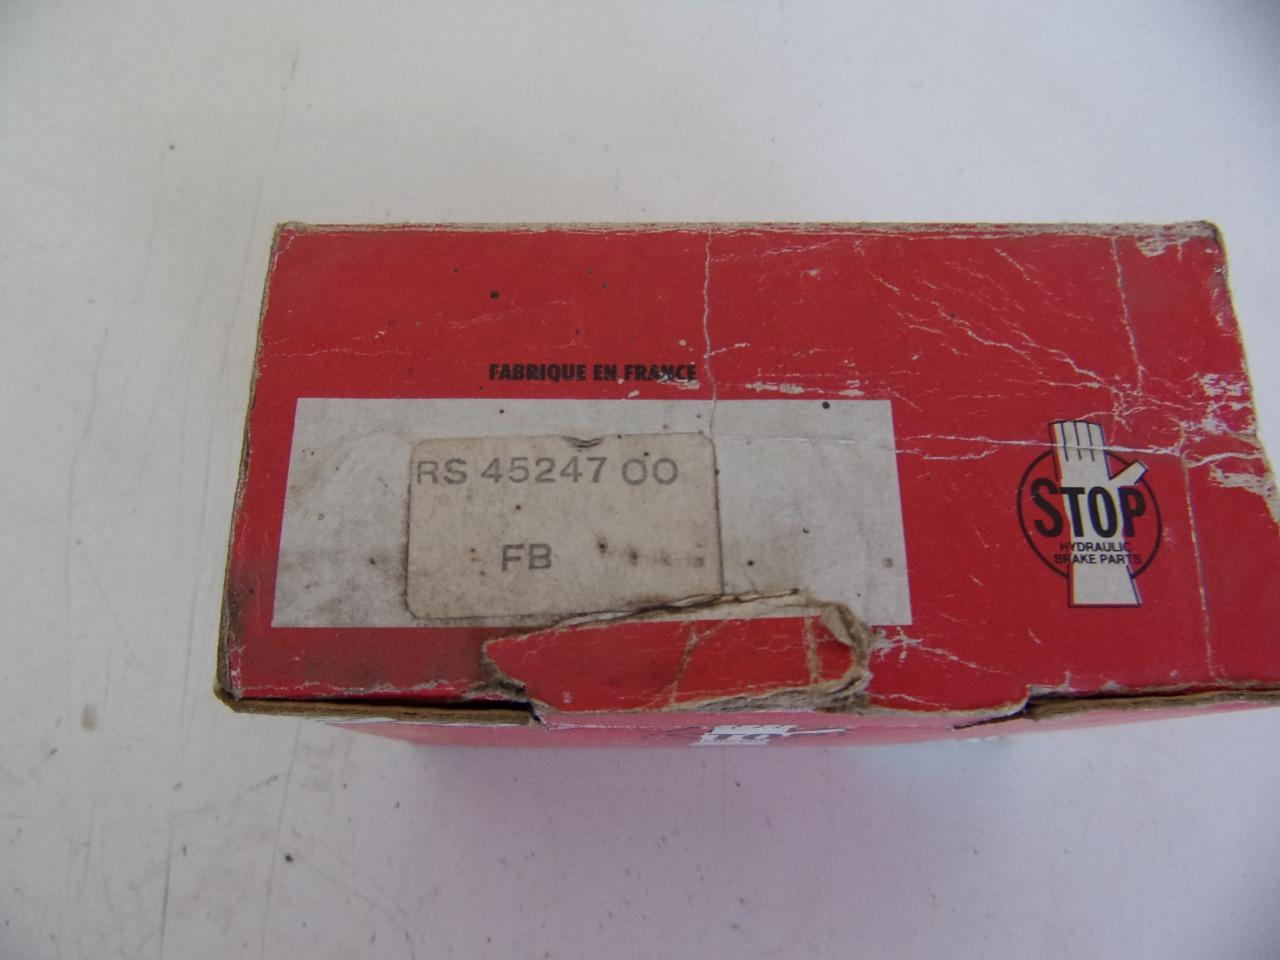 FABRIQUE EN FRANCE
RS 45247 00
FB
STOP
HYDRAULIC
BRAKE PARTS